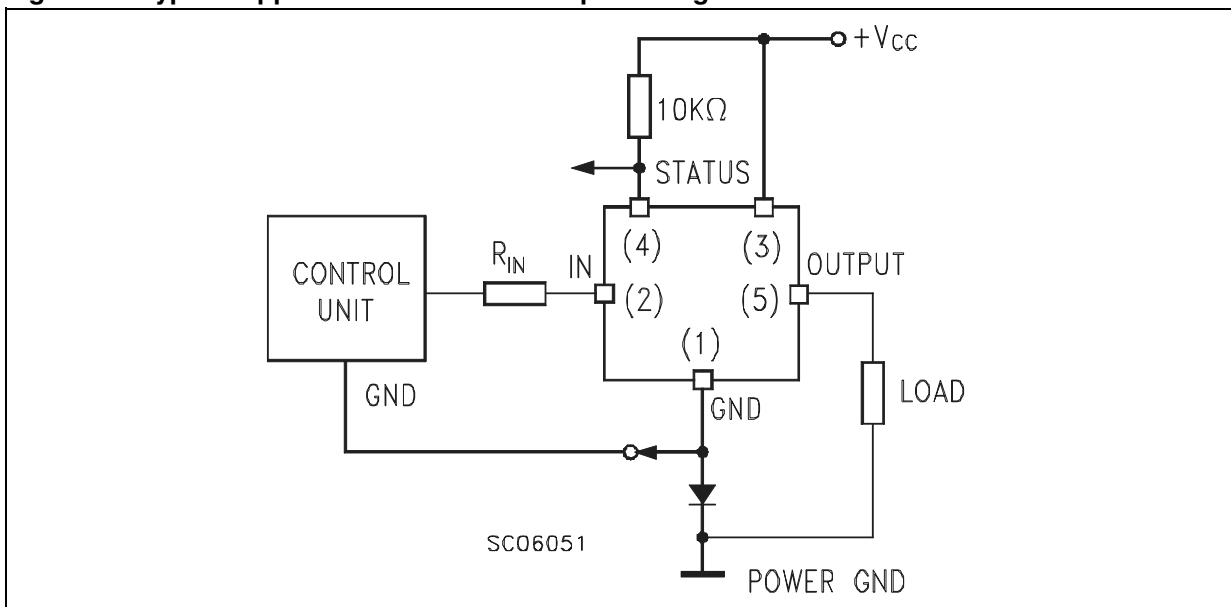 +VCC
10KΩ
STATUS
(4)
(3)
OUTPUT
RIN
IN
(2)
(5)
CONTROL
UNIT
(1)
GND
GND
LOAD
SC06051
POWER GND